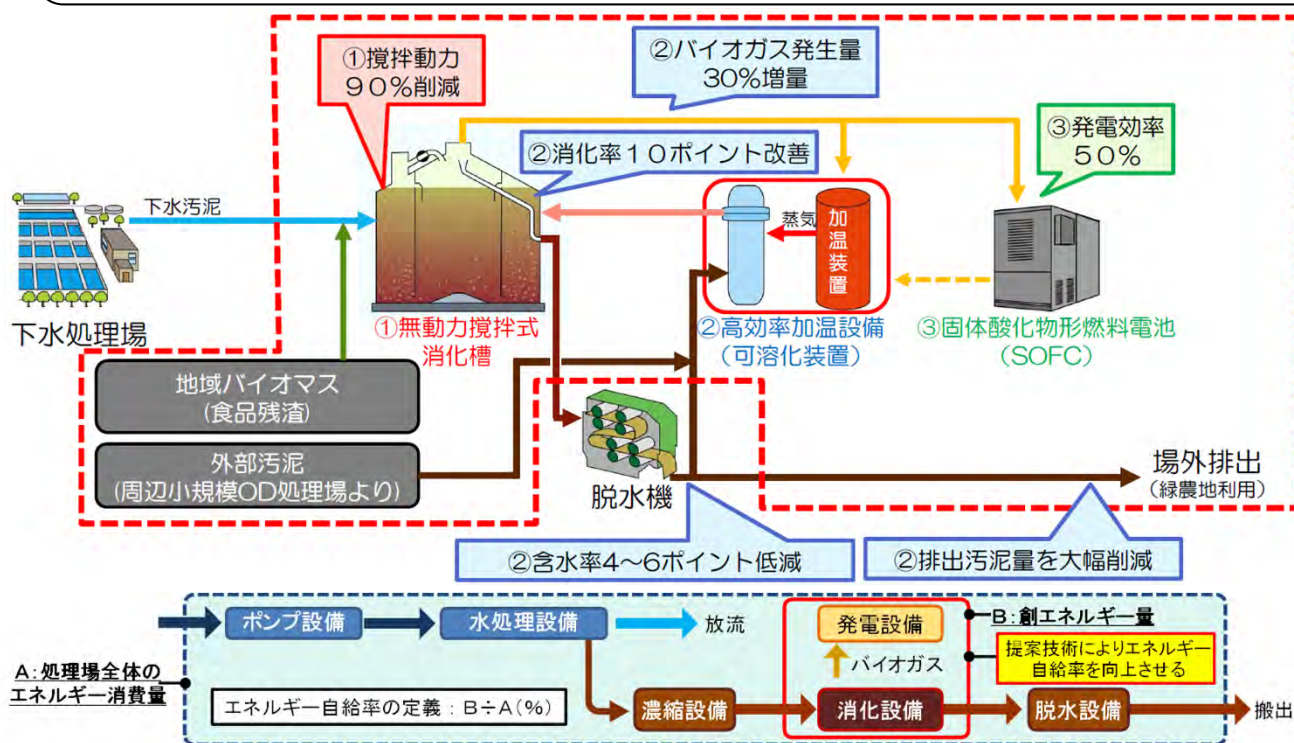 ①撹拌動力
９０%削減
②バイオガス発生量
30%増量
③発電効率
５０%
②消化率１０ポイント改善
下水汚泥
蒸気
加温装置
下水処理場
①無動力撹拌式
消化槽
②高効率加温設備
（可溶化装置）
③固体酸化物形燃料電池
（SOFC）
地域バイオマス
(食品残渣)
外部汚泥
(周辺小規模OD処理場より)
脱水機
場外排出
（緑農地利用）
②含水率4～6ポイント低減
②排出汚泥量を大幅削減
ポンプ設備
水処理設備
放流
発電設備
B：創エネルギー量
バイオガス
提案技術によりエネルギー
自給率を向上させる
A：処理場全体の
エネルギー消費量
エネルギー自給率の定義：B÷A(%)
濃縮設備
消化設備
脱水設備
搬出